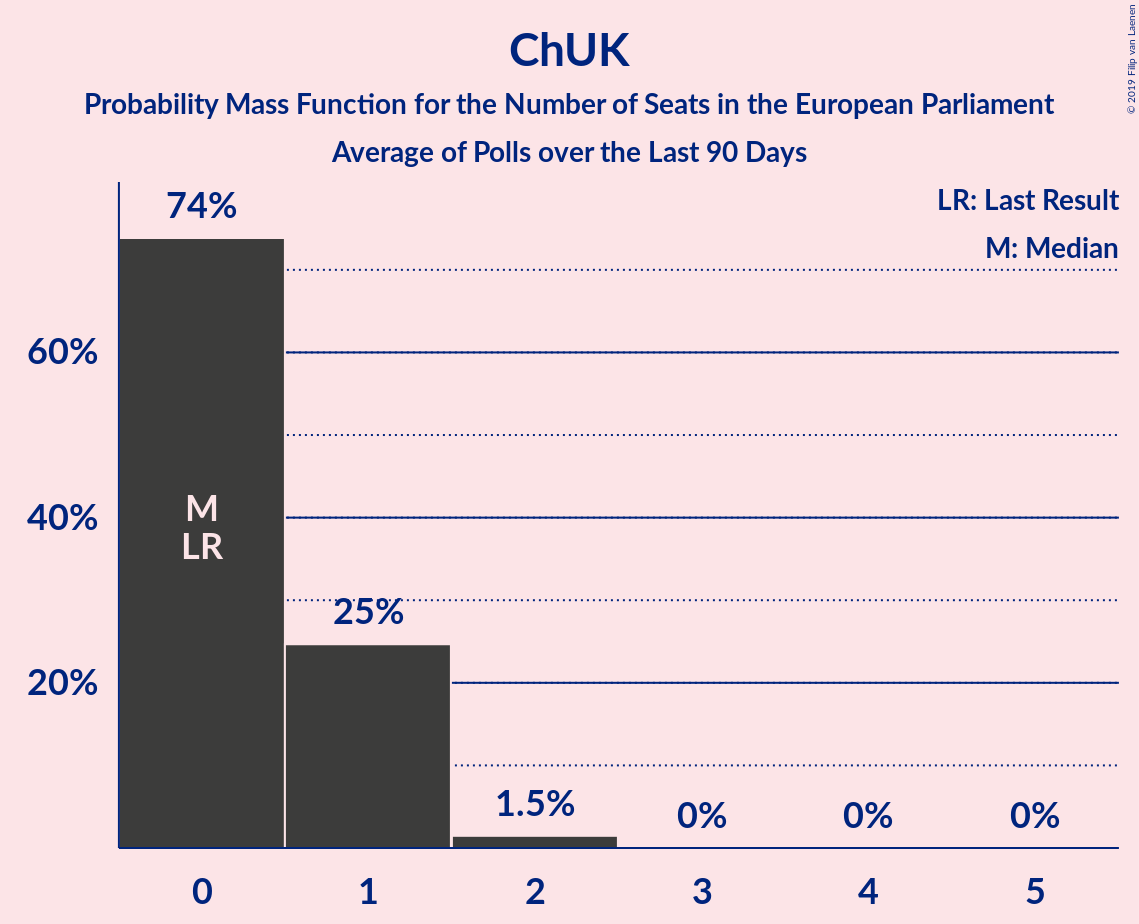 ChUK
Probability Mass Function for the Number of Seats in the European Parliament
Average of Polls over the Last 90 Days
© 2019 Filip van Laenen
LR: Last Result
M: Median
74%
60%
40%
20%
M
LR
25%
1.5%
0%
0%
0%
0
1
2
3
4
5